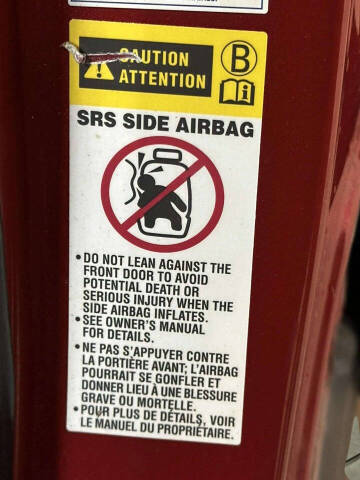 CAUTION
ATTENTION
B
i
SRS SIDE AIRBAG
• DO NOT LEAN AGAINST THE
FRONT DOOR TO AVOID
POTENTIAL DEATH OR
SERIOUS INJURY WHEN THE
SIDE AIRBAG INFLATES.
• SEE OWNER'S MANUAL
FOR DETAILS.
• NE PAS S'APPUYER CONTRE
LA PORTIÈRE AVANT; L'AIRBAG
POURRAIT SE GONFLER ET
DONNER LIEU À UNE BLESSURE
GRAVE OU MORTELLE.
• POUR PLUS DE DÉTAILS, VOIR
LE MANUEL DU PROPRIÉTAIRE.